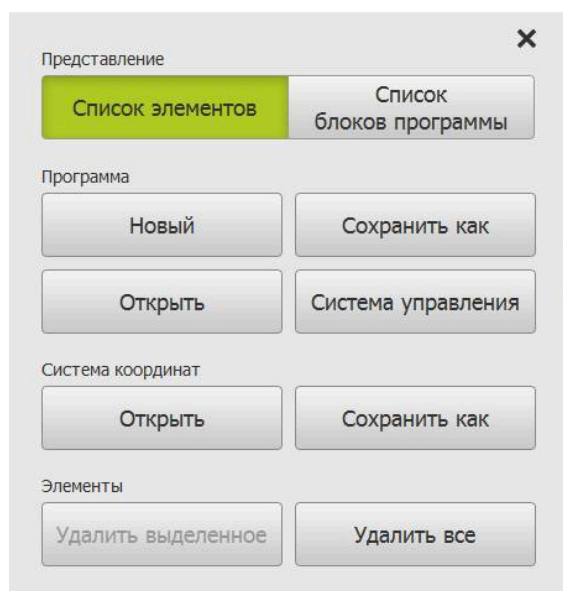 Представление
Список элементов
Список
блоков программы
Программа
Новый
Сохранить как
Открыть
Система управления
Система координат
Открыть
Сохранить как
Элементы
Удалить выделенное
Удалить все